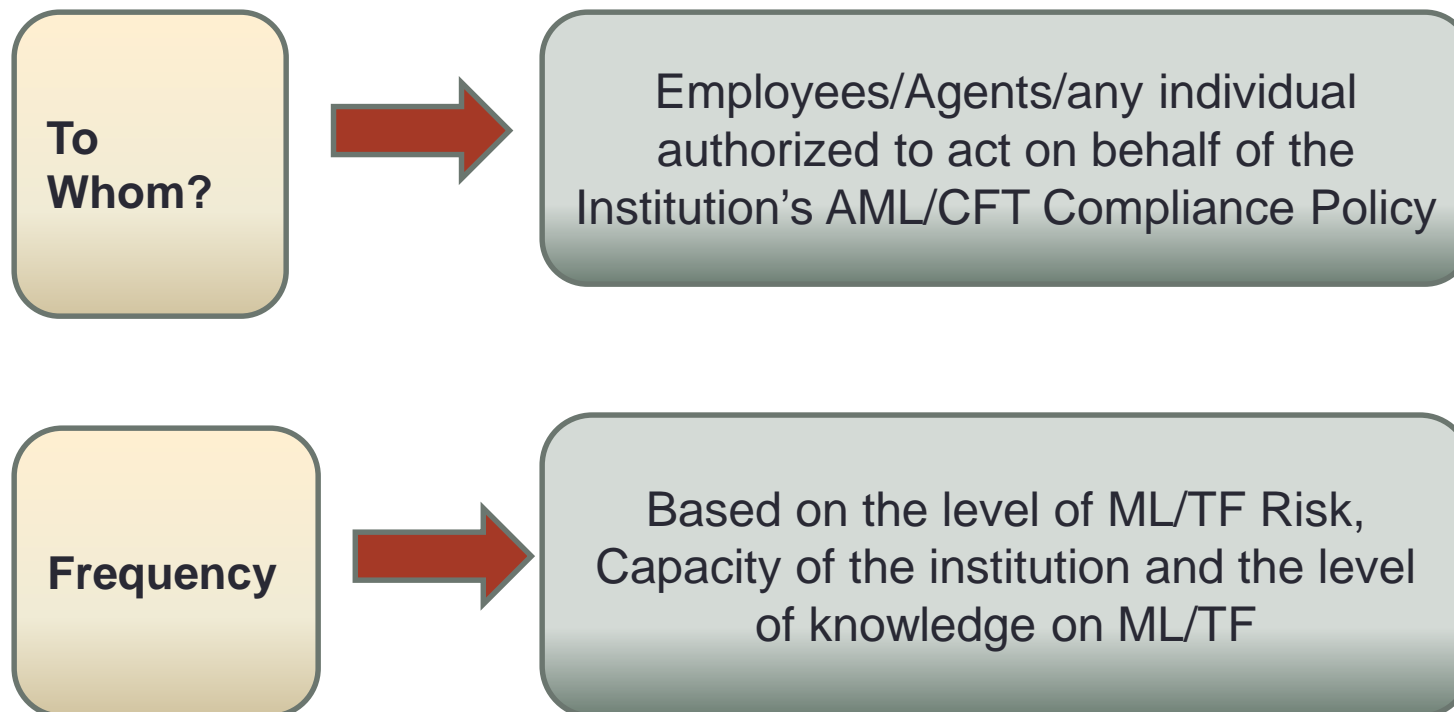 To
Whom?
Employees/Agents/any individual
authorized to act on behalf of the
Institution’s AML/CFT Compliance Policy
Frequency
Based on the level of ML/TF Risk,
Capacity of the institution and the level
of knowledge on ML/TF